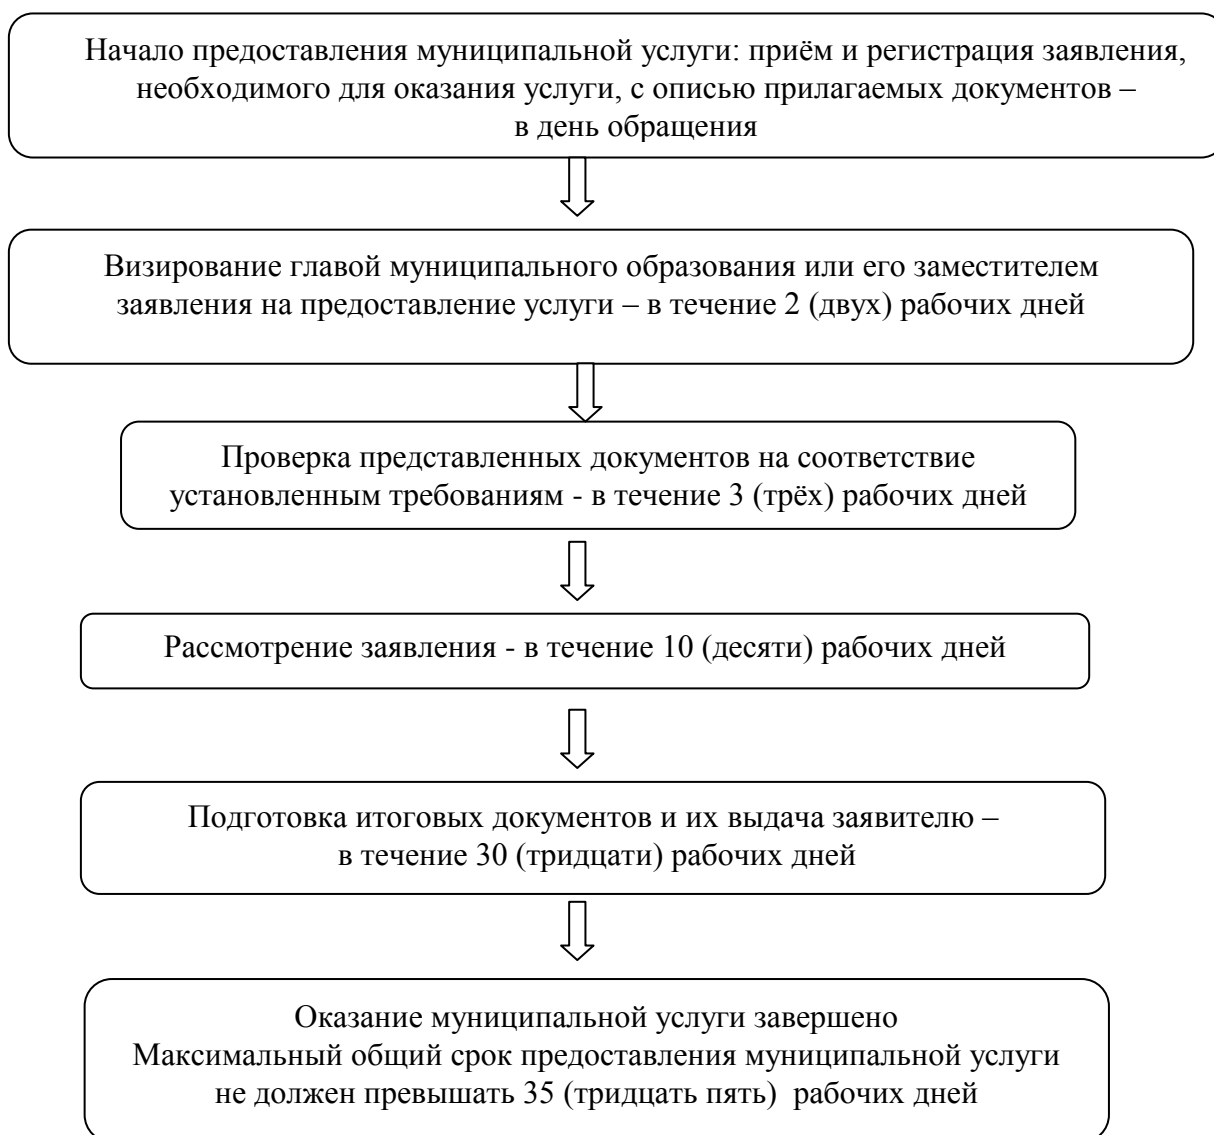 Начало предоставления муниципальной услуги: приём и регистрация заявления,
необходимого для оказания услуги, с описью прилагаемых документов –
в день обращения
Визирование главой муниципального образования или его заместителем
заявления на предоставление услуги – в течение 2 (двух) рабочих дней
Проверка представленных документов на соответствие
установленным требованиям - в течение 3 (трёх) рабочих дней
Рассмотрение заявления - в течение 10 (десяти) рабочих дней
Подготовка итоговых документов и их выдача заявителю –
в течение 30 (тридцати) рабочих дней
Оказание муниципальной услуги завершено
Максимальный общий срок предоставления муниципальной услуги
не должен превышать 35 (тридцать пять)  рабочих дней